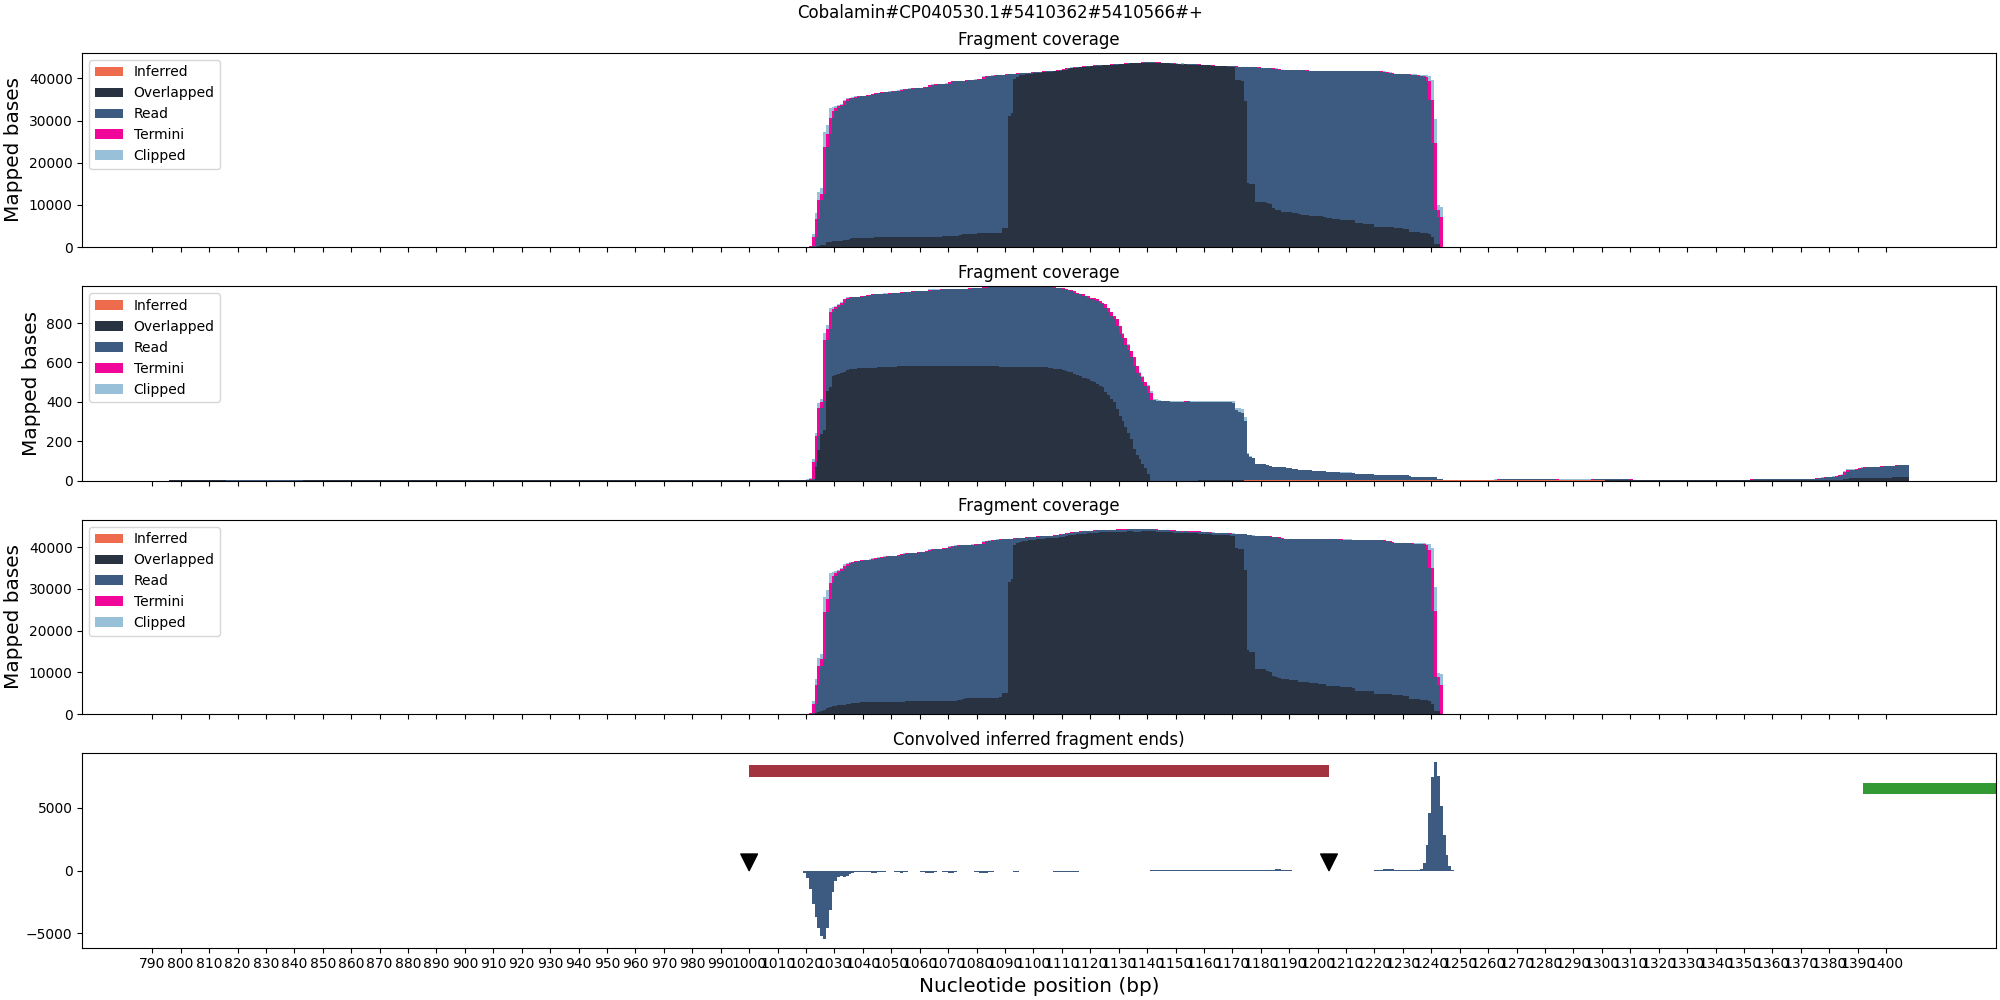 Cobalamin#CP040530.1#5410362#5410566#+
Fragment coverage
Mapped bases
40000
30000
20000
10000
0
Inferred
Overlapped
Read
Termini
Clipped
Fragment coverage
Mapped bases
800
600
400
200
0
Inferred
Overlapped
Read
Termini
Clipped
Fragment coverage
Mapped bases
40000
30000
20000
10000
0
Inferred
Overlapped
Read
Termini
Clipped
Convolved inferred fragment ends)
5000
0
−5000
790 800 810 820 830 840 850 860 870 880 890 900 910 920 930 940 950 960 970 980 990 1000 1010 1020 1030 1040 1050 1060 1070 1080 1090 1100 1110 1120 1130 1140 1150 1160 1170 1180 1190 1200 1210 1220 1230 1240 1250 1260 1270 1280 1290 1300 1310 1320 1330 1340 1350 1360 1370 1380 1390 1400
Nucleotide position (bp)